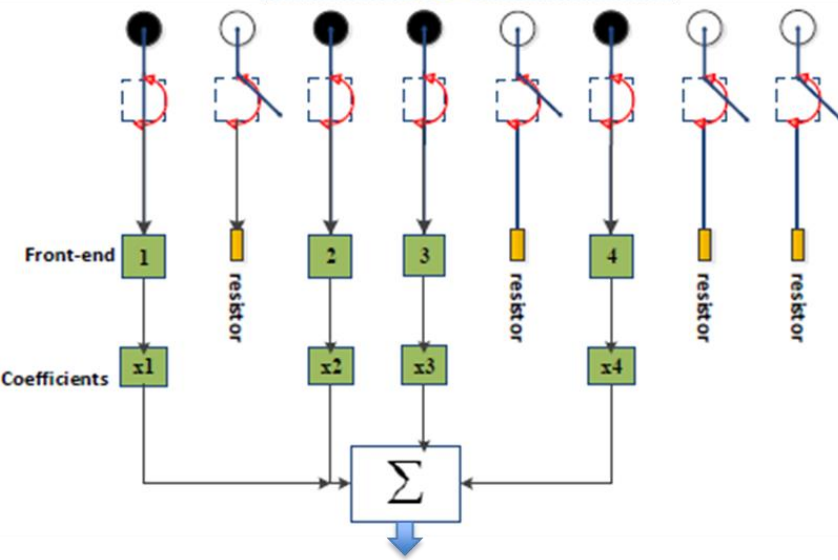 Front-end 1 2 3 4
resistor resistor resistor resistor
Coefficients x1 x2 x3 x4
Σ